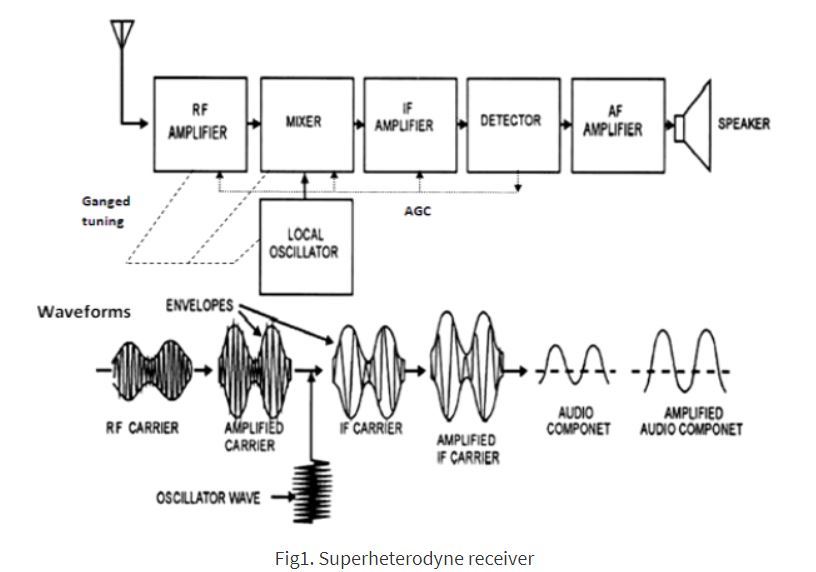 RF
AMPLIFIER
MIXER
IF
AMPLIFIER
DETECTOR
AF
AMPLIFIER
SPEAKER
Ganged
tuning
AGC
LOCAL
OSCILLATOR
Waveforms
ENVELOPES
RF CARRIER
AMPLIFIED
CARRIER
IF CARRIER
AMPLIFIED
IF CARRIER
AUDIO
COMPONET
AMPLIFIED
AUDIO COMPONET
OSCILLATOR WAVE
Fig1. Superheterodyne receiver